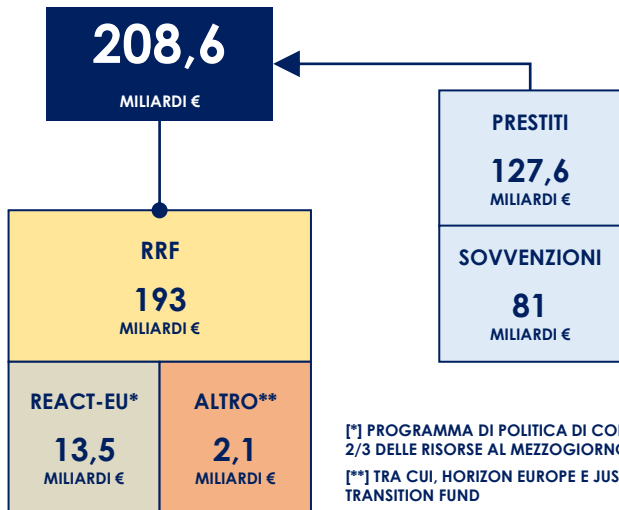 208,6
MILIARDI €
PRESTITI
127,6
MILIARDI €
SOVVENZIONI
81
MILIARDI €
RRF
193
MILIARDI €
REACT-EU*
13,5
MILIARDI €
ALTRO**
2,1
MILIARDI €
[*] PROGRAMMA DI POLITICA DI
2/3 DELLE RISORSE AL MEZZOGIORNO
[**] TRA CUI, HORIZON EUROPE E
TRANSITION FUND